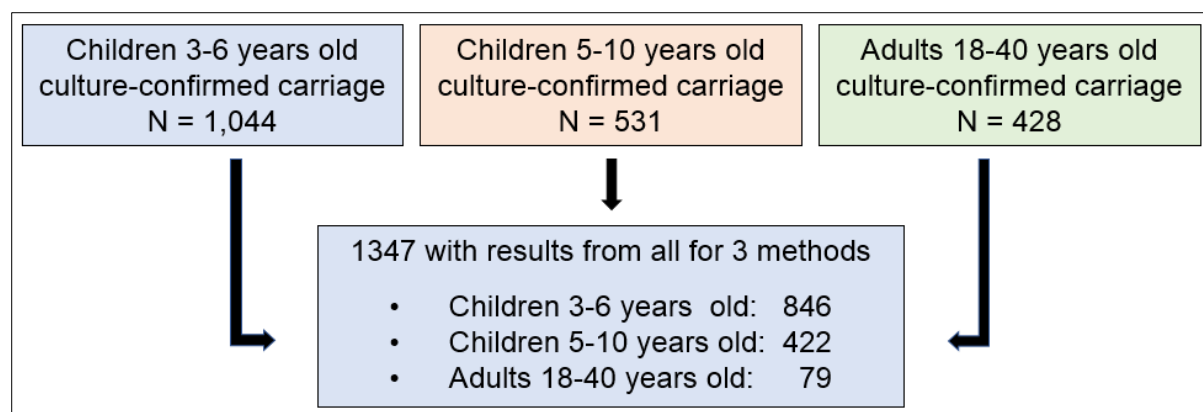 Children 3-6 years old
culture-confirmed carriage
N = 1,044
Children 5-10 years old
culture-confirmed carriage
N = 531
Adults 18-40 years old
culture-confirmed carriage
N = 428
1347 with results from all for 3 methods
• Children 3-6 years old: 846
• Children 5-10 years old: 422
• Adults 18-40 years old: 79